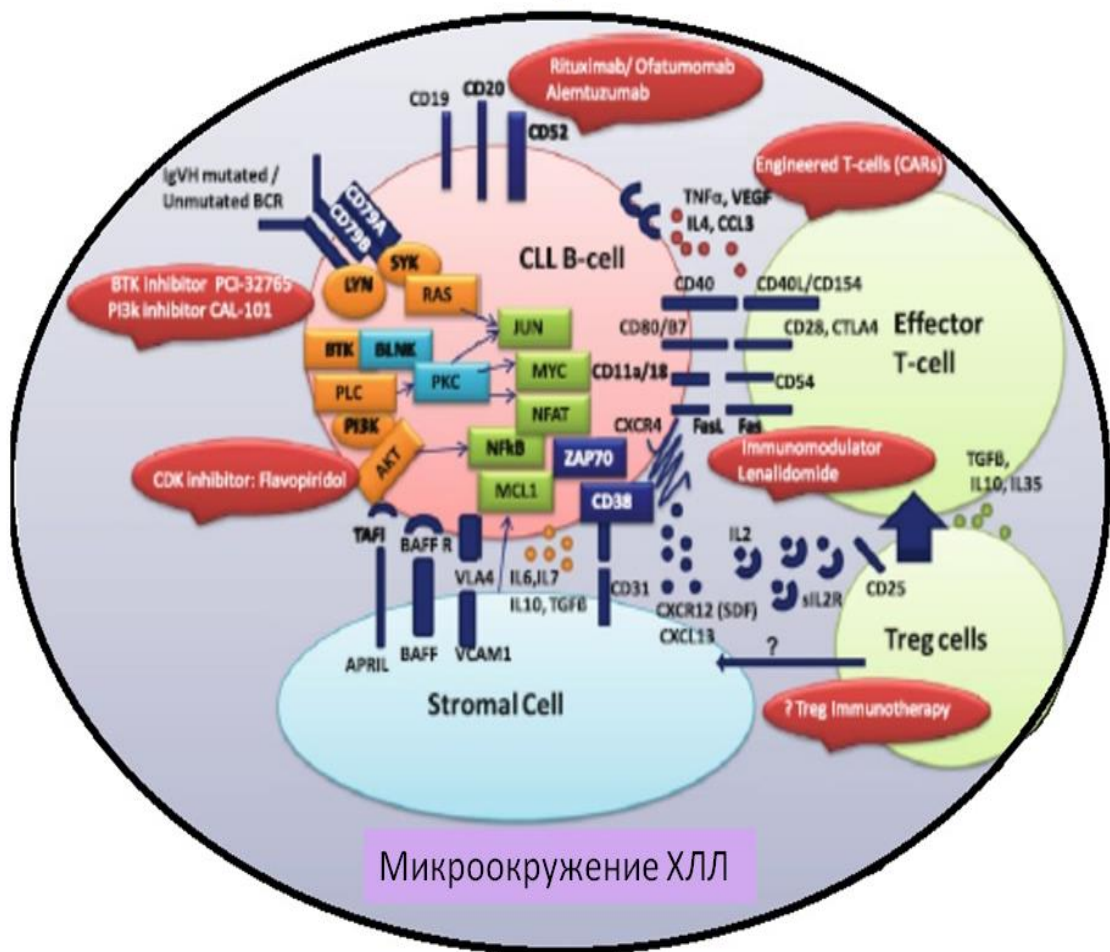 Rituximab/ Ofatumomab
Alemtuzumab
CD19
CD20
CD52
Engineered T-cells (CARs)
IgVH mutated /
Unmutated BCR
CD79A
CD79B
TNFα, VEGF
IL4, CCL3
SYK
LYN
RAS
CLL B-cell
BTK inhibitor PCI-32765
PI3k inhibitor CAL-101
CD40
CD40L/CD154
JUN
CD80/B7
CD28, CTLA4
Effector
T-cell
BTK
BLNK
PKC
MYC
CD11a/18
CD54
PLC
NFAT
PI3K
CXCR4
FasL
Fas
AKT
NFkB
ZAP70
Immunomodulator
Lenalidomide
CDK inhibitor: Flavopiridol
MCL1
CD38
TGFß,
IL10, IL35
TAFI
BAFF R
VLA4
IL6,IL7
IL10, TGFß
CD31
IL2
sIL2R
CD25
CXCR12 (SDF)
CXCL13
APRIL
BAFF
VCAM1
?
Treg cells
Stromal Cell
? Treg Immunotherapy
Микроокружение ХЛЛ